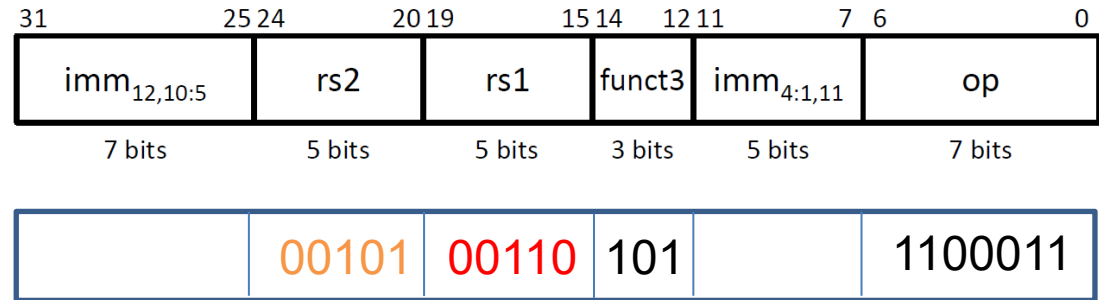 31 25 24 20 19 15 14 12 11 7 6 0
imm12,10:5 rs2 rs1 funct3 imm4:1,11 op
7 bits 5 bits 5 bits 3 bits 5 bits 7 bits
00101 00110 101 1100011